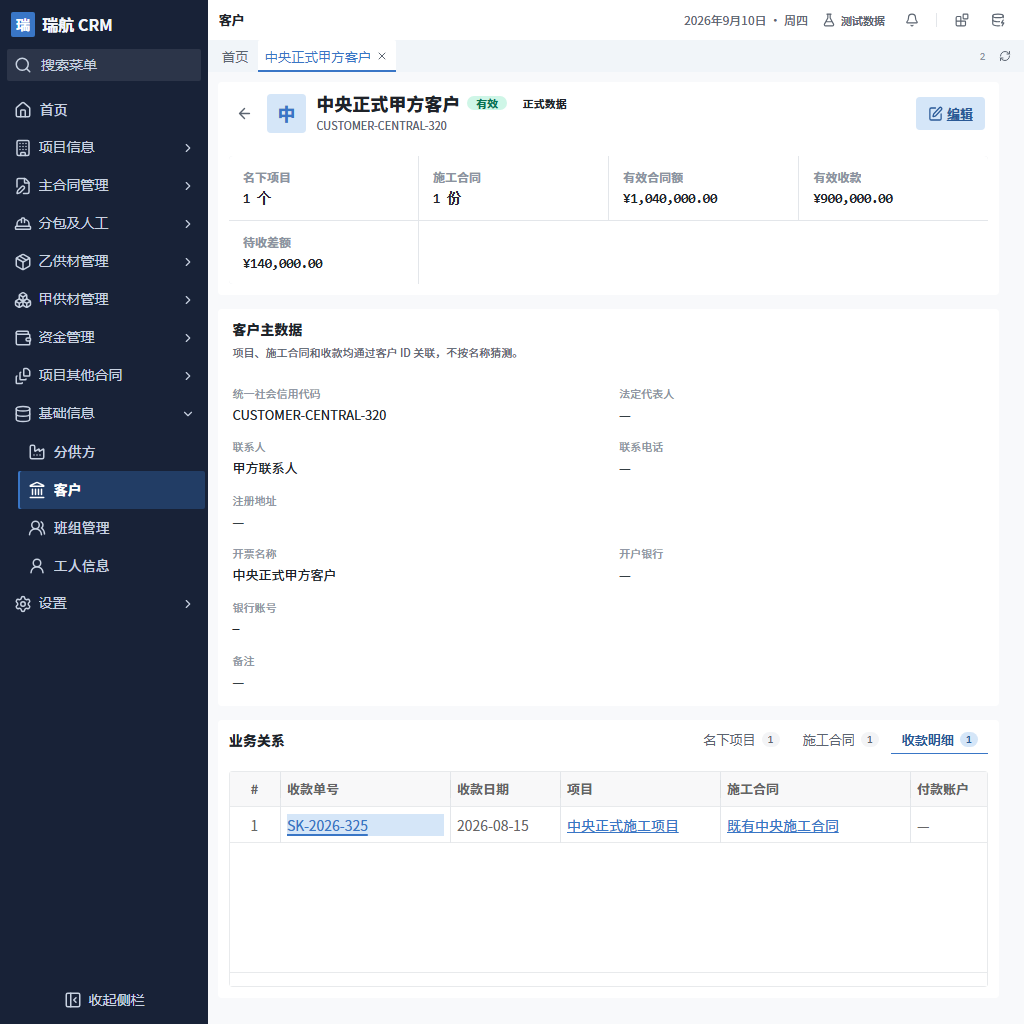 瑞 瑞航 CRM
搜索菜单
首页
项目信息
主合同管理
分包及人工
乙供材管理
甲供材管理
资金管理
项目其他合同
基础信息
分供方
客户
班组管理
工人信息
设置
收起侧栏
客户
2026年9月10日 · 周四 测试数据
首页 中央正式甲方客户 × 2
中 中央正式甲方客户 有效 正式数据
CUSTOMER-CENTRAL-320
编辑
名下项目 施工合同 有效合同额 有效收款
1 个 1 份 ¥1,040,000.00 ¥900,000.00
待收差额
¥140,000.00
客户主数据
项目、施工合同和收款均通过客户 ID 关联，不按名称猜测。
统一社会信用代码 法定代表人
CUSTOMER-CENTRAL-320 —
联系人 联系电话
甲方联系人 —
注册地址
—
开票名称 开户银行
中央正式甲方客户 —
银行账号
–
备注
—
业务关系 名下项目 1 施工合同 1 收款明细 1
# 收款单号 收款日期 项目 施工合同 付款账户
1 SK-2026-325 2026-08-15 中央正式施工项目 既有中央施工合同 —